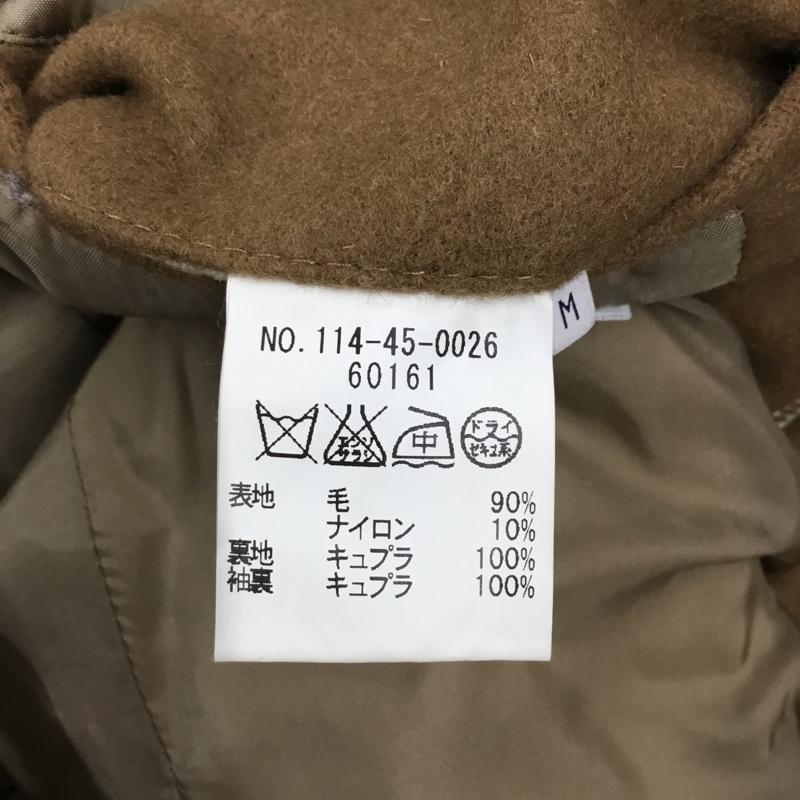 M
NO. 114-45-0026
60161
エンソ
サラシ
中
ドライ
セキユ系
表地 毛 90%
ナイロン 10%
裏地 キュプラ 100%
袖裏 キュプラ 100%